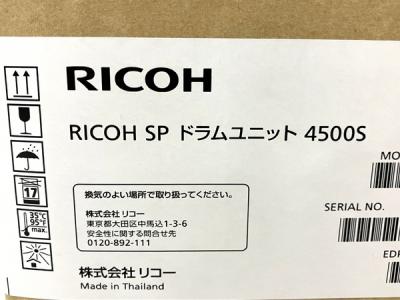 RICOH
RICOH SP ドラムユニット 4500S
MO
換気のよい場所で取り扱ってください。
株式会社 リコー
東京都大田区中馬込1-3-6
安全性に関する問合せ先
0120-892-111
SERIAL NO.
17
35℃
95℉
max.
EDP
株式会社 リコー
Made in Thailand